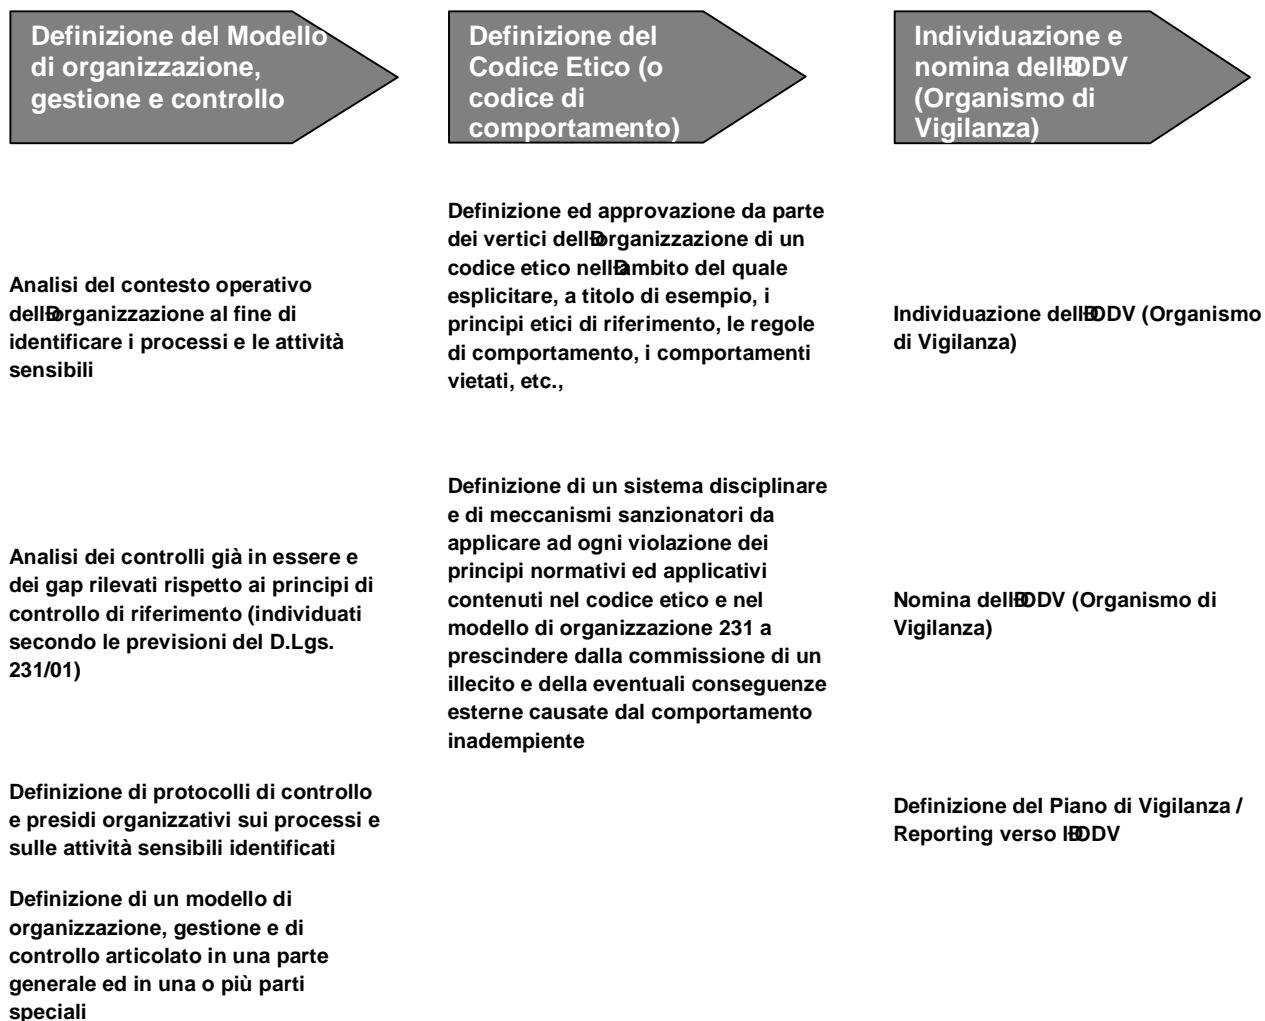 Definizione del Modello
di organizzazione,
gestione e controllo
Definizione del
Codice Etico (o
codice di
comportamento)
Individuazione e
nomina dell'ODV
(Organismo di
Vigilanza)
Analisi del contesto operativo
dell'organizzazione al fine di
identificare i processi e le attività
sensibili
Analisi dei controlli già in essere e
dei gap rilevati rispetto ai principi di
controllo di riferimento (individuati
secondo le previsioni del D.Lgs.
231/01)
Definizione di protocolli di controllo
e presidi organizzativi sui processi e
sulle attività sensibili identificati
Definizione di un modello di
organizzazione, gestione e di
controllo articolato in una parte
generale ed in una o più parti
speciali
Definizione ed approvazione da parte
dei vertici dell'organizzazione di un
codice etico nell'ambito del quale
esplicitare, a titolo di esempio, i
principi etici di riferimento, le regole
di comportamento, i comportamenti
vietati, etc.,
Definizione di un sistema disciplinare
e di meccanismi sanzionatori da
applicare ad ogni violazione dei
principi normativi ed applicativi
contenuti nel codice etico e nel
modello di organizzazione 231 a
prescindere dalla commissione di un
illecito e della eventuali conseguenze
esterne causate dal comportamento
inadempiente
Individuazione dell'ODV (Organismo
di Vigilanza)
Nomina dell'ODV (Organismo di
Vigilanza)
Definizione del Piano di Vigilanza /
Reporting verso l'ODV